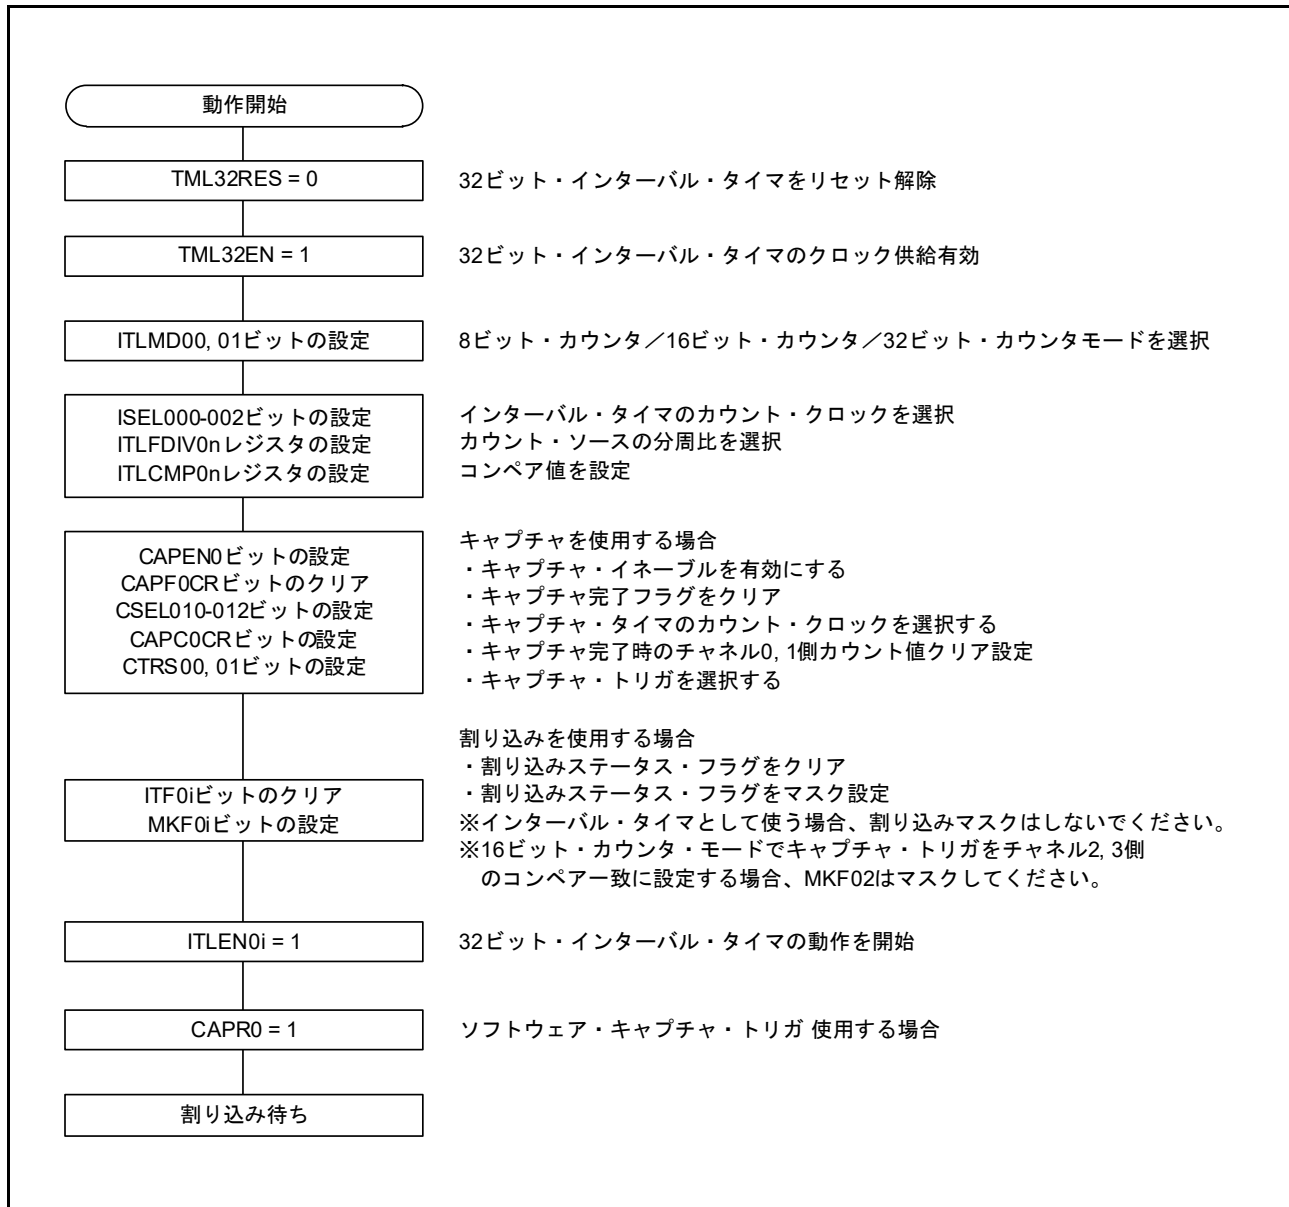 動作開始
TML32RES = 0
32ビット・インターバル・タイマをリセット解除
TML32EN = 1
32ビット・インターバル・タイマのクロック供給有効
ITLMD00, 01ビットの設定
8ビット・カウンタ／16ビット・カウンタ／32ビット・カウンタモードを選択
ISEL000-002ビットの設定
ITLFDIV0nレジスタの設定
ITLCMP0nレジスタの設定
インターバル・タイマのカウント・クロックを選択
カウント・ソースの分周比を選択
コンペア値を設定
CAPEN0ビットの設定
CAPF0CRビットのクリア
CSEL010-012ビットの設定
CAPC0CRビットの設定
CTRS00, 01ビットの設定
キャプチャを使用する場合
・キャプチャ・イネーブルを有効にする
・キャプチャ完了フラグをクリア
・キャプチャ・タイマのカウント・クロックを選択する
・キャプチャ完了時のチャネル0, 1側カウント値クリア設定
・キャプチャ・トリガを選択する
ITF0iビットのクリア
MKF0iビットの設定
割り込みを使用する場合
・割り込みステータス・フラグをクリア
・割り込みステータス・フラグをマスク設定
※インターバル・タイマとして使う場合、割り込みマスクはしないでください。
※16ビット・カウンタ・モードでキャプチャ・トリガをチャネル2, 3側
のコンペアー致に設定する場合、MKF02はマスクしてください。
ITLEN0i = 1
32ビット・インターバル・タイマの動作を開始
CAPR0 = 1
ソフトウェア・キャプチャ・トリガ 使用する場合
割り込み待ち